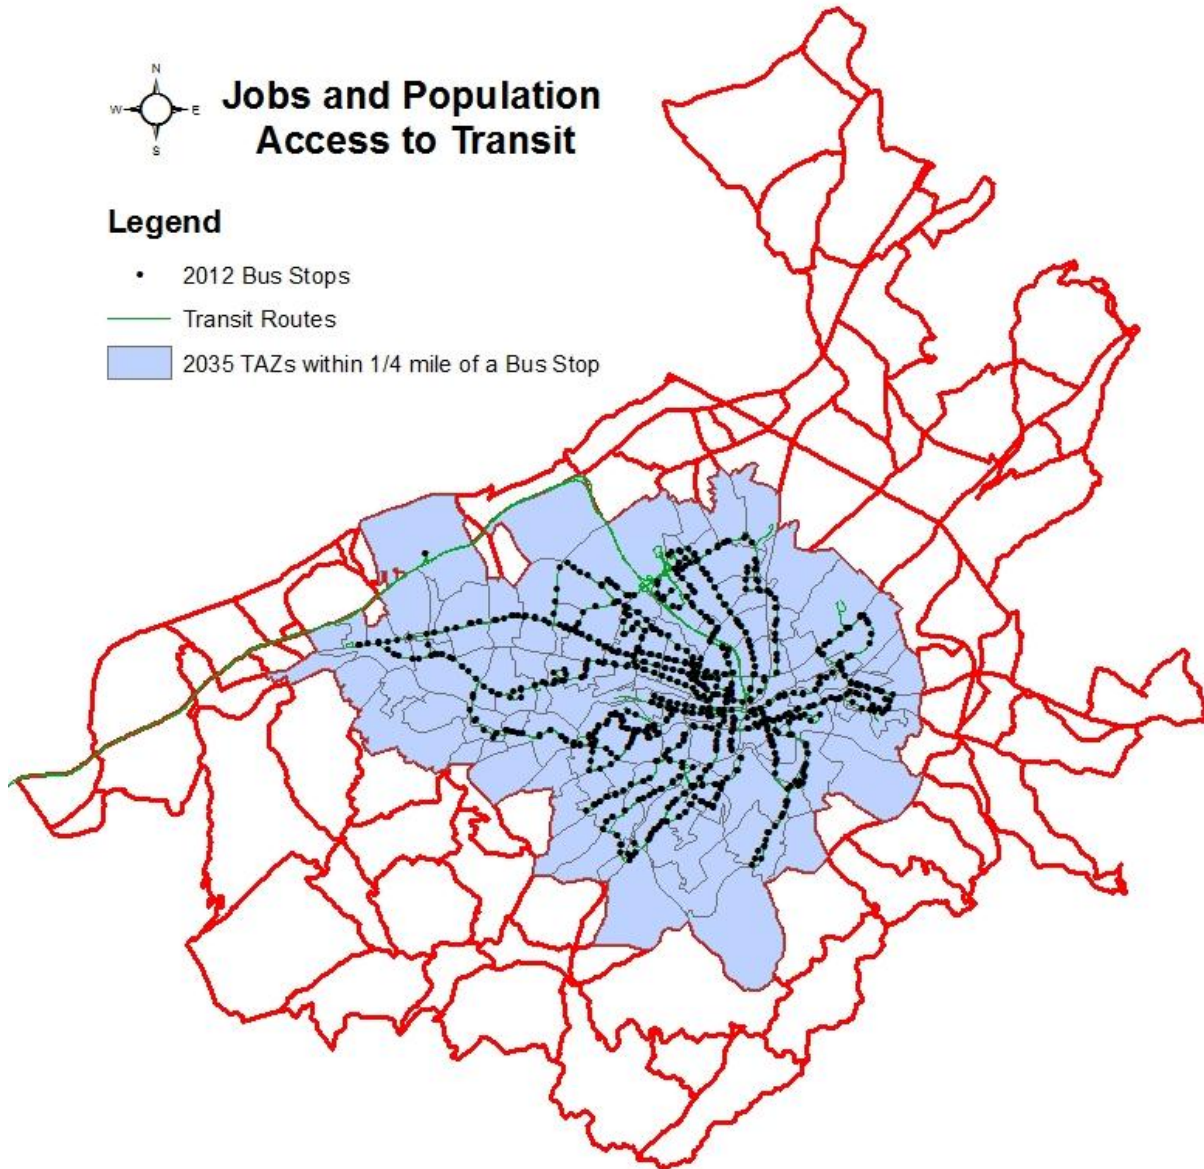 N
W E
S
Jobs and Population
Access to Transit
Legend
2012 Bus Stops
Transit Routes
2035 TAZs within 1/4 mile of a Bus Stop